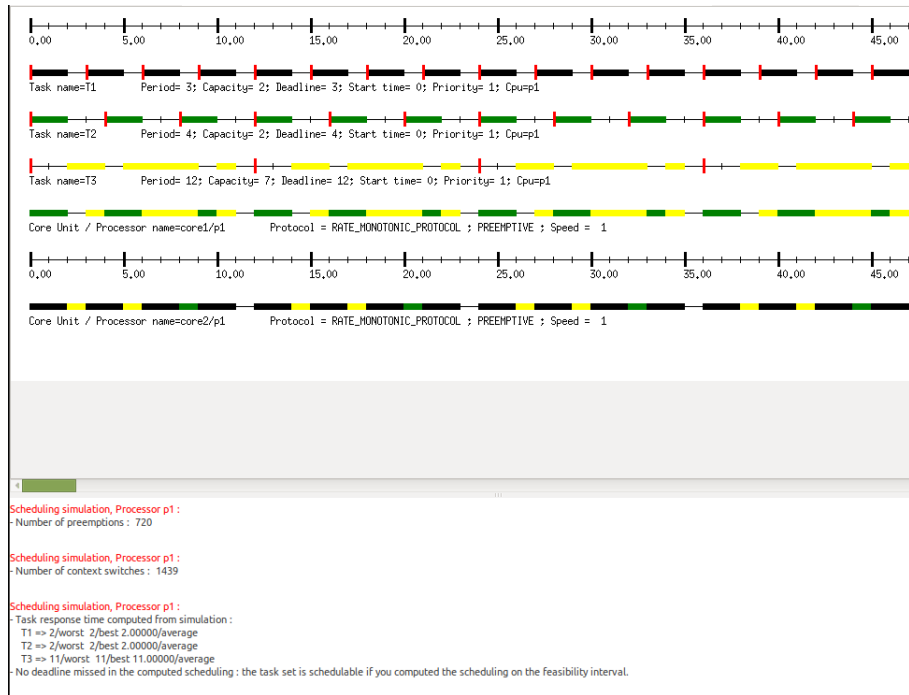 0.00 5.00 10.00 15.00 20.00 25.00 30.00 35.00 40.00 45.00
Task name=T1 Period= 3; Capacity= 2; Deadline= 3; Start time= 0; Priority= 1; Cpu=p1
Task name=T2 Period= 4; Capacity= 2; Deadline= 4; Start time= 0; Priority= 1; Cpu=p1
Task name=T3 Period= 12; Capacity= 7; Deadline= 12; Start time= 0; Priority= 1; Cpu=p1
Core Unit / Processor name=core1/p1 Protocol = RATE_MONOTONIC_PROTOCOL ; PREEMPTIVE ; Speed = 1
0.00 5.00 10.00 15.00 20.00 25.00 30.00 35.00 40.00 45.00
Core Unit / Processor name=core2/p1 Protocol = RATE_MONOTONIC_PROTOCOL ; PREEMPTIVE ; Speed = 1
Scheduling simulation, Processor p1 :
- Number of preemptions : 720
Scheduling simulation, Processor p1 :
- Number of context switches : 1439
Scheduling simulation, Processor p1 :
- Task response time computed from simulation :
T1 => 2/worst 2/best 2.00000/average
T2 => 2/worst 2/best 2.00000/average
T3 => 11/worst 11/best 11.00000/average
- No deadline missed in the computed scheduling : the task set is schedulable if you computed the scheduling on the feasibility interval.